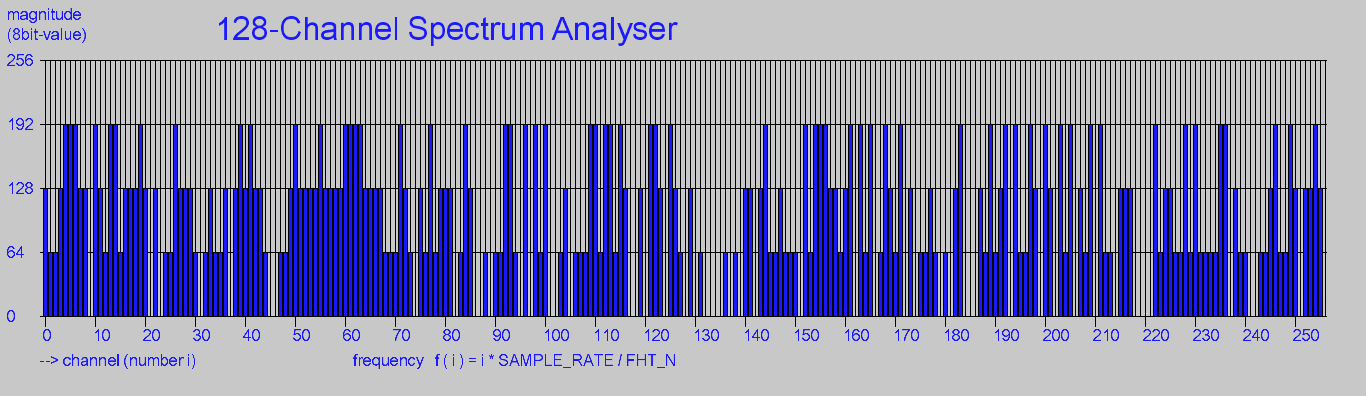 magnitude
(8bit-value)
128-Channel Spectrum Analyser
256
192
128
64
0
0 10 20 30 40 50 60 70 80 90 100 110 120 130 140 150 160 170 180 190 200 210 220 230 240 250
--> channel (number i)
frequency f ( i ) = i * SAMPLE_RATE / FHT_N